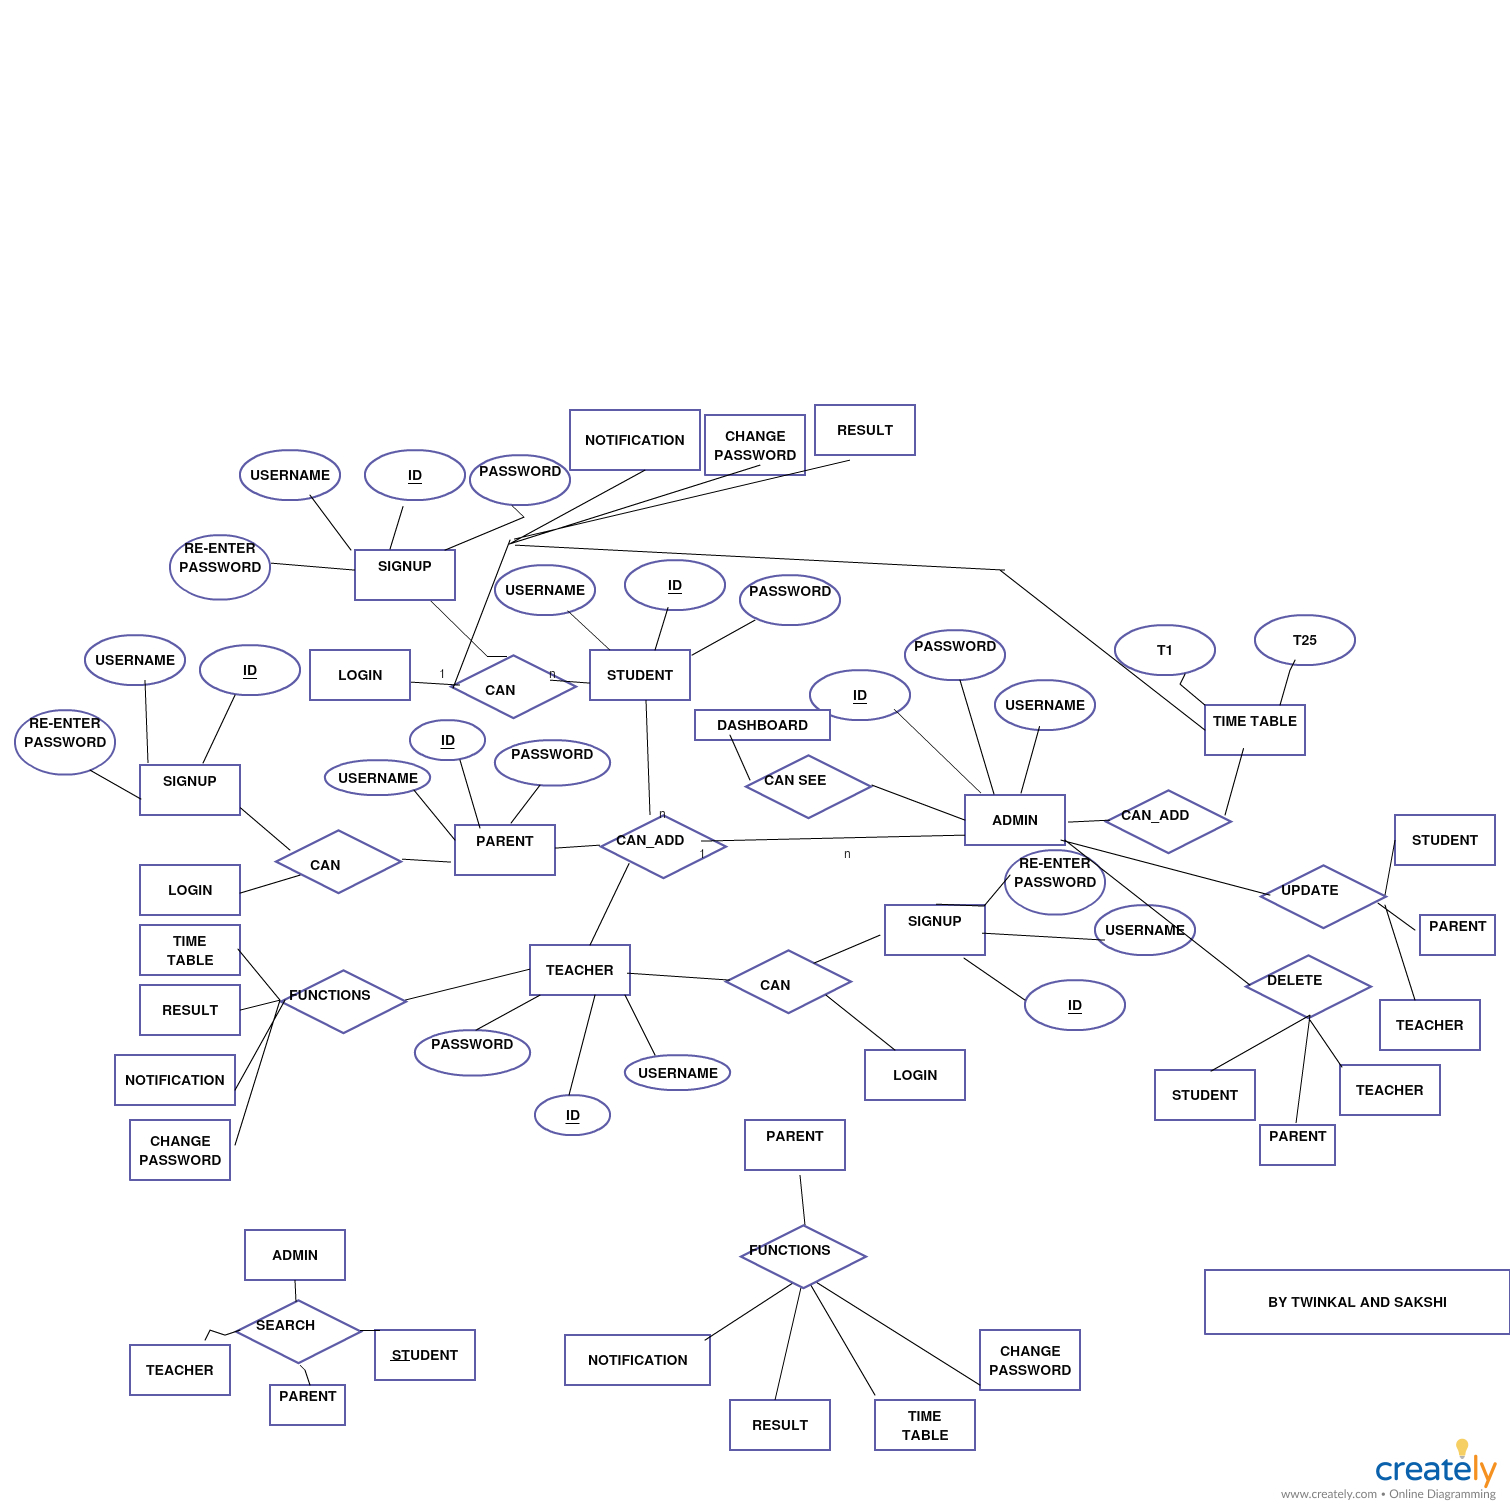 RESULT
NOTIFICATION
CHANGE
PASSWORD
USERNAME
ID
PASSWORD
RE-ENTER
PASSWORD
SIGNUP
USERNAME
ID
PASSWORD
T1
T25
PASSWORD
USERNAME
ID
LOGIN
1
CAN
n
STUDENT
ID
USERNAME
TIME TABLE
RE-ENTER
PASSWORD
SIGNUP
ID
USERNAME
PASSWORD
DASHBOARD
CAN SEE
n
ADMIN
CAN_ADD
PARENT
CAN_ADD
1
n
STUDENT
CAN
LOGIN
RE-ENTER
PASSWORD
UPDATE
SIGNUP
USERNAME
PARENT
TIME
TABLE
TEACHER
CAN
DELETE
FUNCTIONS
RESULT
ID
TEACHER
PASSWORD
USERNAME
LOGIN
NOTIFICATION
ID
STUDENT
TEACHER
CHANGE
PASSWORD
PARENT
PARENT
ADMIN
FUNCTIONS
SEARCH
BY TWINKAL AND SAKSHI
TEACHER
STUDENT
PARENT
NOTIFICATION
CHANGE
PASSWORD
RESULT
TIME
TABLE
creately
www.creately.com • Online Diagramming